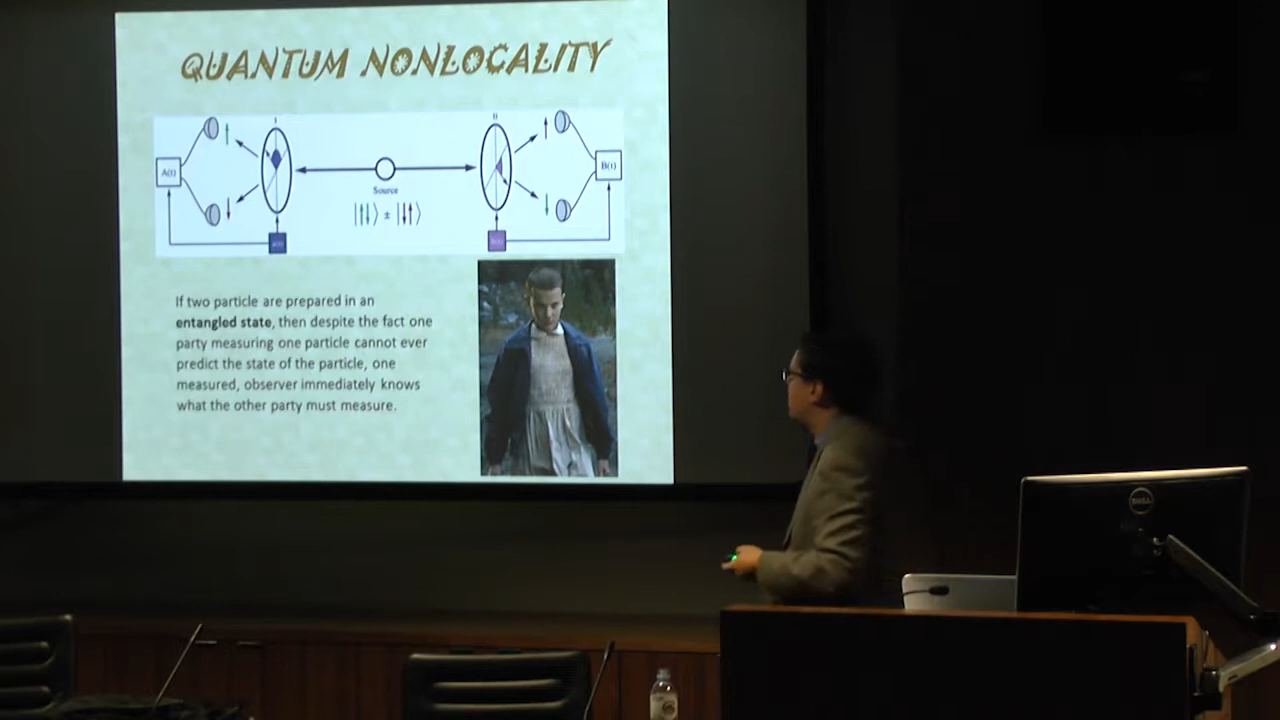 QUANTUM NONLOCALITY
I
II
A(t)
B(t)
Source
|↑↓⟩ ± |↓↑⟩
If two particle are prepared in an
entangled state, then despite the fact one
party measuring one particle cannot ever
predict the state of the particle, one
measured, observer immediately knows
what the other party must measure.
DELL